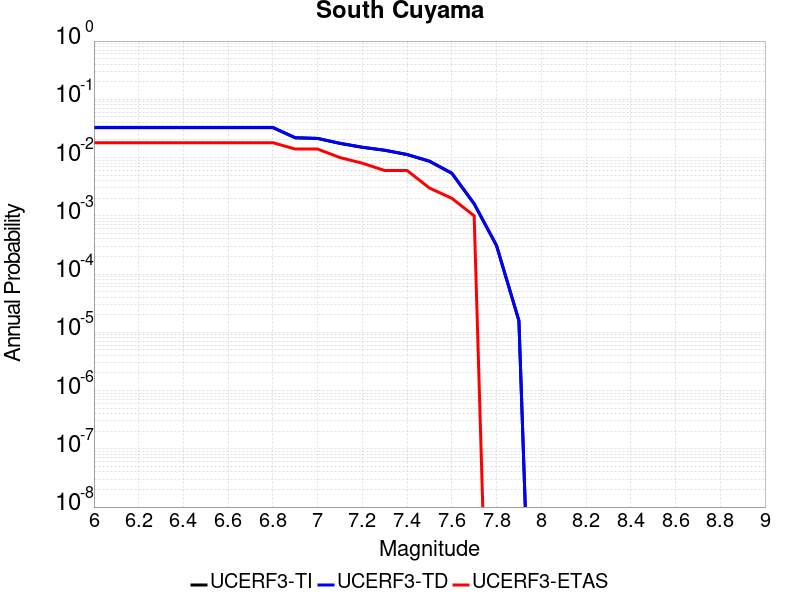 South Cuyama
10^0
10^-1
10^-2
10^-3
10^-4
10^-5
10^-6
10^-7
10^-8
Annual Probability
6 6.2 6.4 6.6 6.8 7 7.2 7.4 7.6 7.8 8 8.2 8.4 8.6 8.8 9
Magnitude
UCERF3-TI UCERF3-TD UCERF3-ETAS